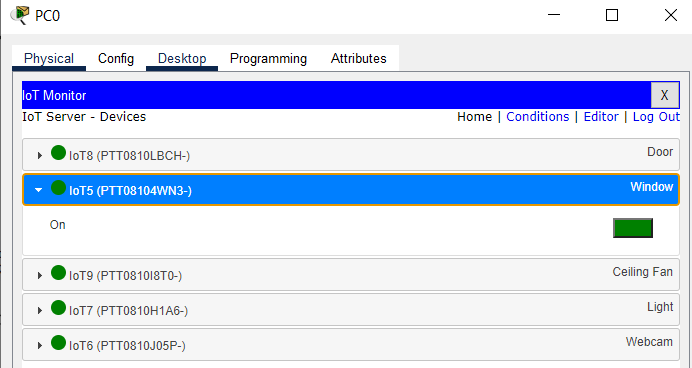 PC0
Physical Config Desktop Programming Attributes
IoT Monitor X
IoT Server - Devices Home | Conditions | Editor | Log Out
IoT8 (PTT0810LBCH-) Door
IoT5 (PTT08104WN3-) Window
On
IoT9 (PTT0810I8T0-) Ceiling Fan
IoT7 (PTT0810H1A6-) Light
IoT6 (PTT0810J05P-) Webcam